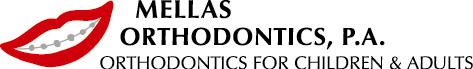 MELLAS
ORTHODONTICS, P.A.
ORTHODONTICS FOR CHILDREN & ADULTS